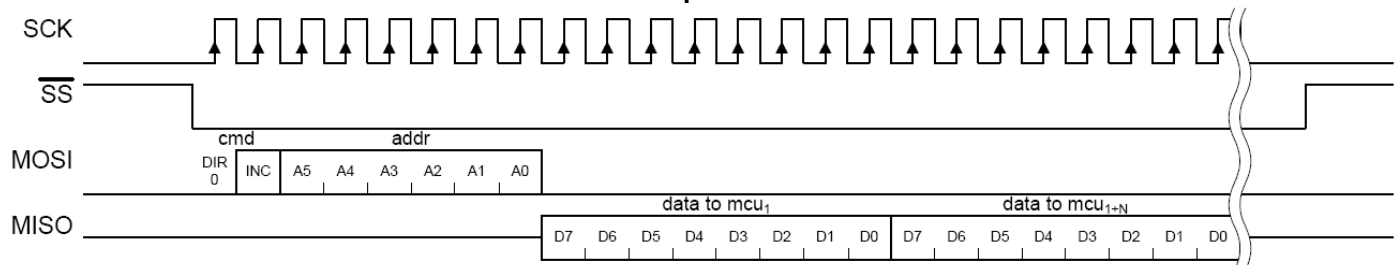 SCK
SS
cmd addr
MOSI DIR 0 INC A5 A4 A3 A2 A1 A0
data to mcu1 data to mcu1+N
MISO D7 D6 D5 D4 D3 D2 D1 D0 D7 D6 D5 D4 D3 D2 D1 D0